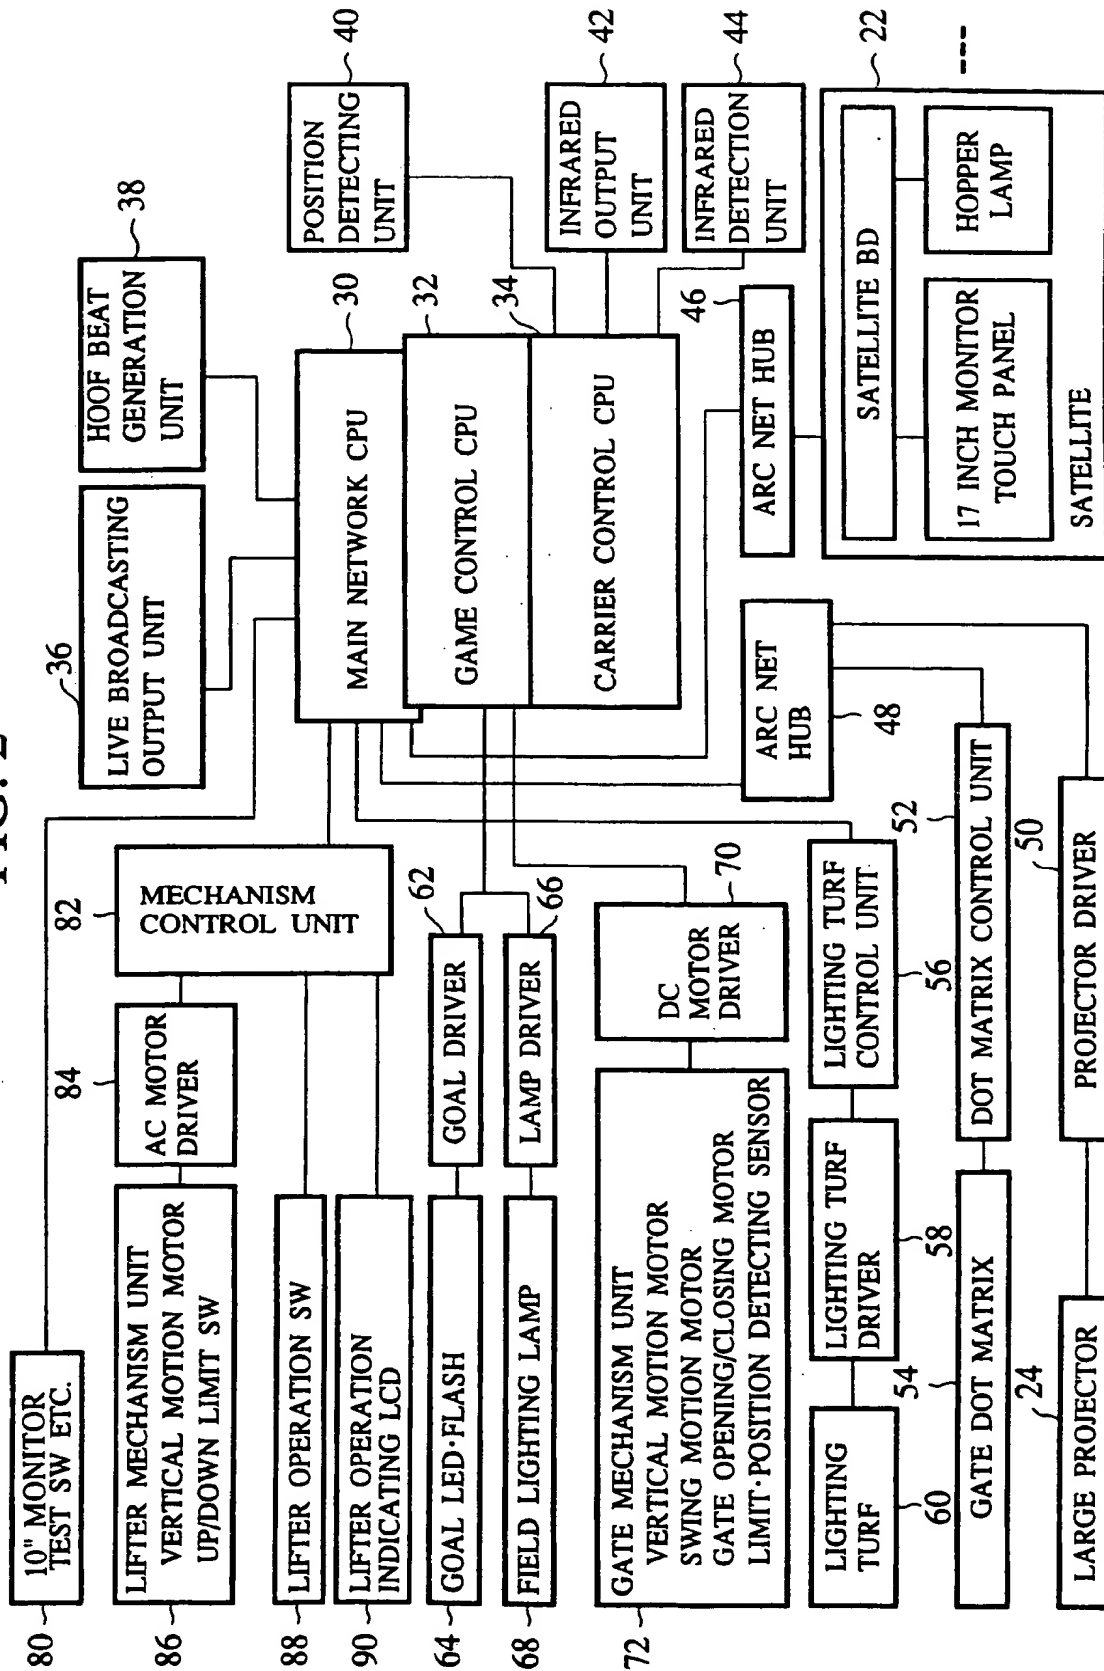 FIG. 2
80
10" MONITOR
TEST SW ETC.
86
LIFTER MECHANISM UNIT
VERTICAL MOTION MOTOR
UP/DOWN LIMIT SW
84
AC MOTOR
DRIVER
82
MECHANISM
CONTROL UNIT
36
LIVE BROADCASTING
OUTPUT UNIT
38
HOOF BEAT
GENERATION
UNIT
88
LIFTER OPERATION SW
90
LIFTER OPERATION
INDICATING LCD
64
GOAL LED·FLASH
62
GOAL DRIVER
68
FIELD LIGHTING LAMP
66
LAMP DRIVER
30
MAIN NETWORK CPU
32
GAME CONTROL CPU
34
CARRIER CONTROL CPU
40
POSITION
DETECTING
UNIT
42
INFRARED
OUTPUT
UNIT
44
INFRARED
DETECTION
UNIT
72
GATE MECHANISM UNIT
VERTICAL MOTION MOTOR
SWING MOTION MOTOR
GATE OPENING/CLOSING MOTOR
LIMIT·POSITION DETECTING SENSOR
70
DC
MOTOR
DRIVER
46
ARC NET HUB
48
ARC NET
HUB
60
LIGHTING
TURF
58
LIGHTING TURF
DRIVER
56
LIGHTING TURF
CONTROL UNIT
22
SATELLITE BD
17 INCH MONITOR
TOUCH PANEL
HOPPER
LAMP
SATELLITE
---
54
GATE DOT MATRIX
52
DOT MATRIX CONTROL UNIT
24
LARGE PROJECTOR
50
PROJECTOR DRIVER